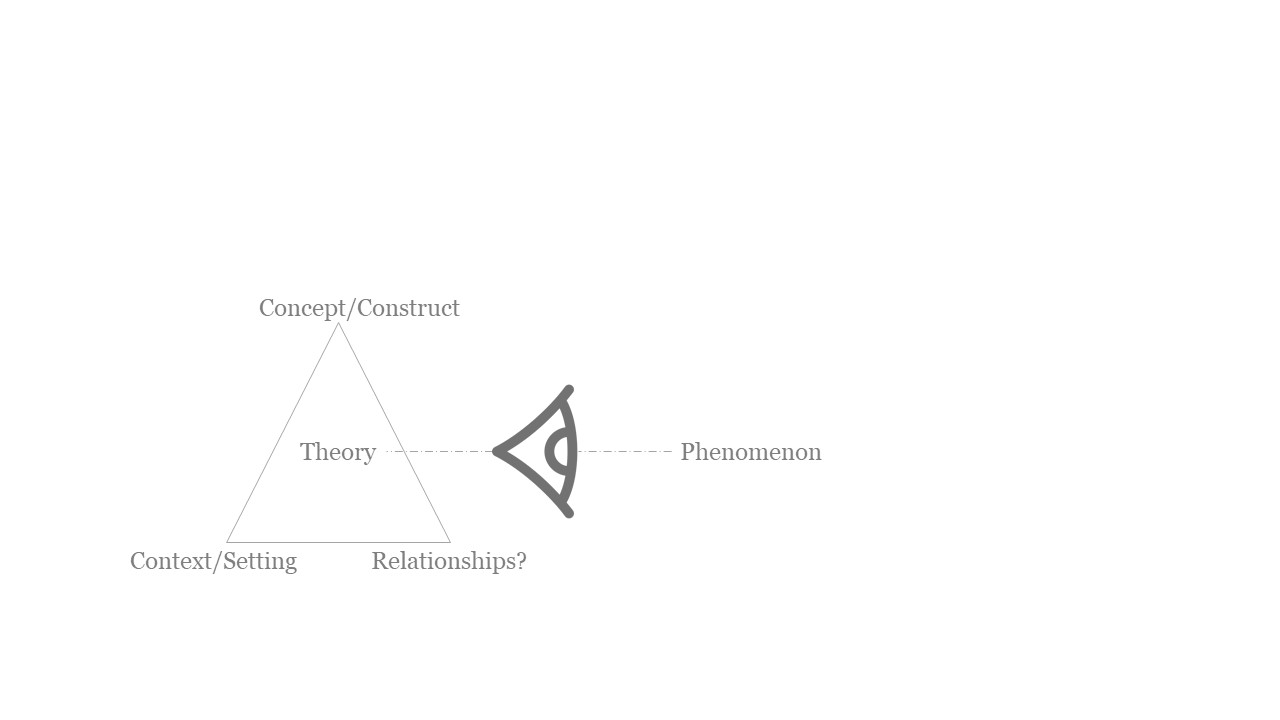 Concept/Construct
Theory
Phenomenon
Context/Setting
Relationships?